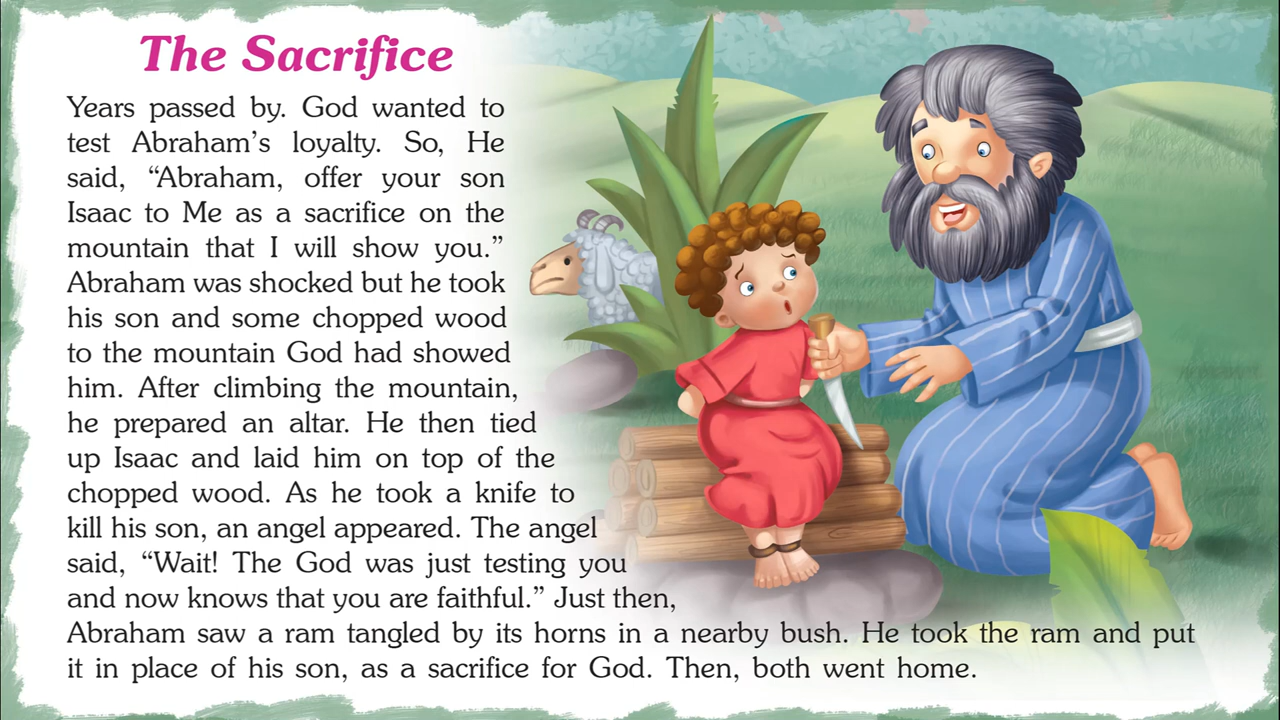 The Sacrifice
Years passed by. God wanted to
test Abraham’s loyalty. So, He
said, “Abraham, offer your son
Isaac to Me as a sacrifice on the
mountain that I will show you.”
Abraham was shocked but he took
his son and some chopped wood
to the mountain God had showed
him. After climbing the mountain,
he prepared an altar. He then tied
up Isaac and laid him on top of the
chopped wood. As he took a knife to
kill his son, an angel appeared. The angel
said, “Wait! The God was just testing you
and now knows that you are faithful.” Just then,
Abraham saw a ram tangled by its horns in a nearby bush. He took the ram and put
it in place of his son, as a sacrifice for God. Then, both went home.